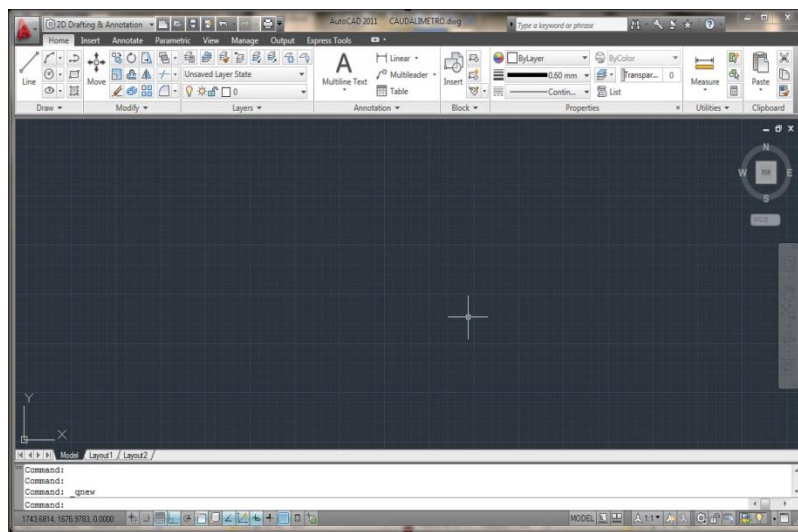 2D Drafting & Annotation AutoCAD 2011 CAUDALIMETRO.dwg Type a keyword or phrase
Home Insert Annotate Parametric View Manage Output Express Tools
Line Move Unsaved Layer State Multiline Text Linear Multileader Table Insert ByLayer ByColor
0.60 mm Transpar... 0 Measure Paste
0 Contin... List
Draw Modify Layers Annotation Block Properties Utilities Clipboard
N
W TOP E
S
WCS
Y
X
Model Layout1 Layout2
Command:
Command:
Command: _qnew
Command:
1743.6814, 1676.9783, 0.0000 MODEL 1:1